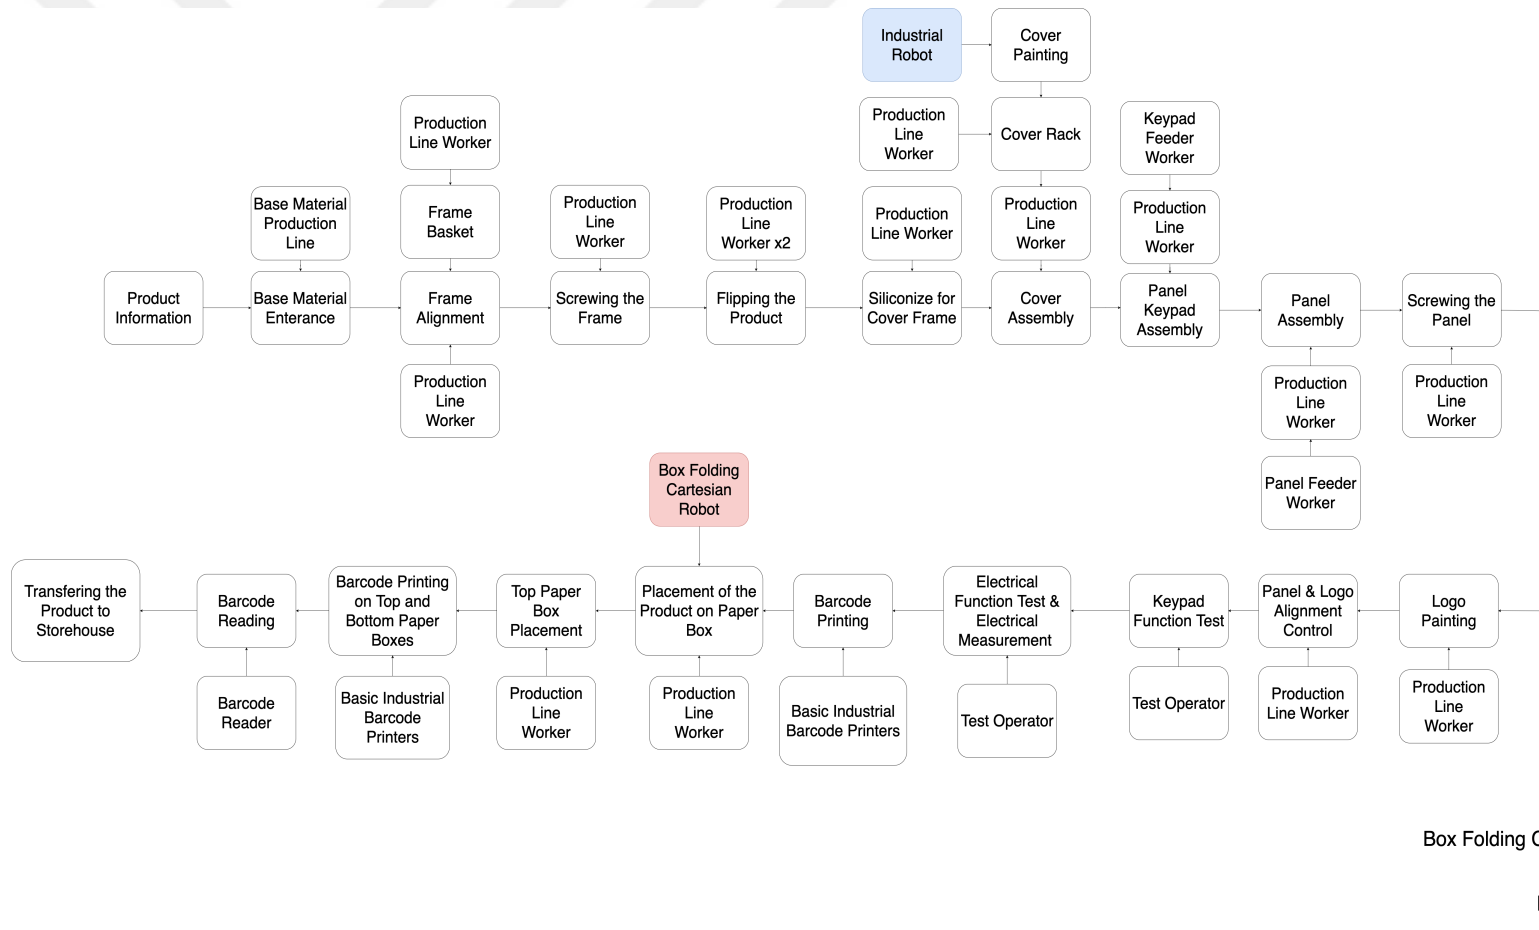 Industrial
Robot
Cover
Painting
Production
Line Worker
Production
Line
Worker
Cover Rack
Keypad
Feeder
Worker
Base Material
Production
Line
Frame
Basket
Production
Line
Worker
Production
Line
Worker x2
Production
Line Worker
Production
Line
Worker
Production
Line
Worker
Product
Information
Base Material
Enterance
Frame
Alignment
Screwing the
Frame
Flipping the
Product
Siliconize for
Cover Frame
Cover
Assembly
Panel
Keypad
Assembly
Panel
Assembly
Screwing the
Panel
Production
Line
Worker
Production
Line
Worker
Production
Line
Worker
Panel Feeder
Worker
Box Folding
Cartesian
Robot
Transfering the
Product to
Storehouse
Barcode
Reading
Barcode Printing
on Top and
Bottom Paper
Boxes
Top Paper
Box
Placement
Placement of the
Product on Paper
Box
Barcode
Printing
Electrical
Function Test &
Electrical
Measurement
Keypad
Function Test
Panel & Logo
Alignment
Control
Logo
Painting
Barcode
Reader
Basic Industrial
Barcode
Printers
Production
Line
Worker
Production
Line
Worker
Basic Industrial
Barcode Printers
Test Operator
Test Operator
Production
Line Worker
Production
Line
Worker
Box Folding